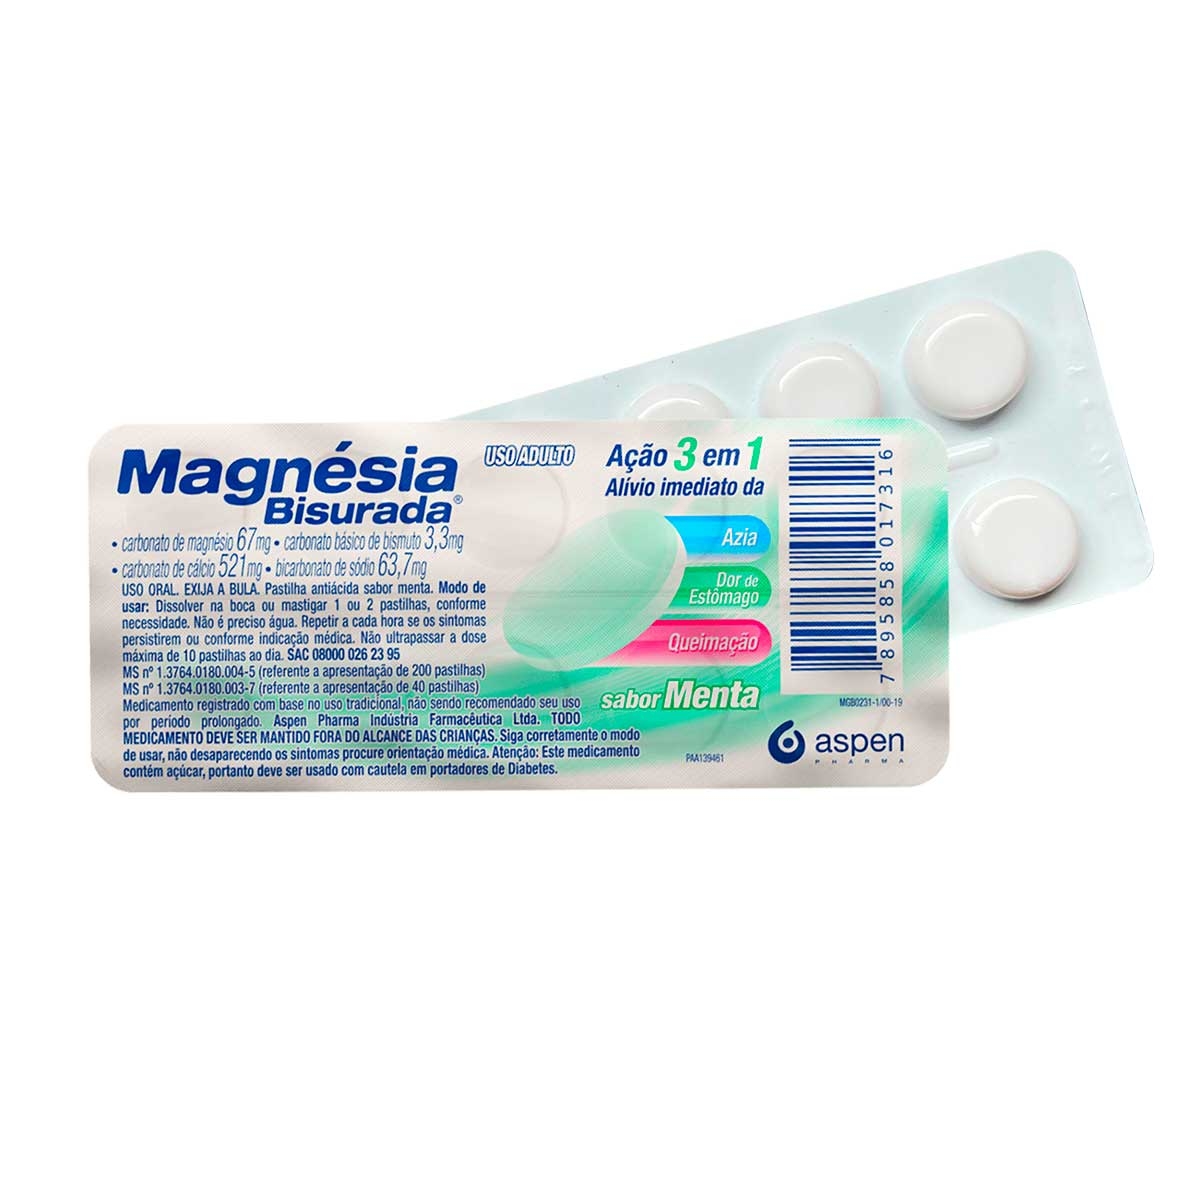 Magnésia
Bisurada®
USO ADULTO
• carbonato de magnésio 67mg • carbonato básico de bismuto 3,3mg
• carbonato de cálcio 521mg • bicarbonato de sódio 63,7mg
USO ORAL. EXIJA A BULA. Pastilha antiácida sabor menta. Modo de
usar: Dissolver na boca ou mastigar 1 ou 2 pastilhas, conforme
necessidade. Não é preciso água. Repetir a cada hora se os sintomas
persistirem ou conforme indicação médica. Não ultrapassar a dose
máxima de 10 pastilhas ao dia. SAC 08000 026 23 95
MS nº 1.3764.0180.004-5 (referente a apresentação de 200 pastilhas)
MS nº 1.3764.0180.003-7 (referente a apresentação de 40 pastilhas)
Medicamento registrado com base no uso tradicional, não sendo recomendado seu uso
por período prolongado. Aspen Pharma Indústria Farmacêutica Ltda. TODO
MEDICAMENTO DEVE SER MANTIDO FORA DO ALCANCE DAS CRIANÇAS. Siga corretamente o modo
de usar, não desaparecendo os sintomas procure orientação médica. Atenção: Este medicamento
contém açúcar, portanto deve ser usado com cautela em portadores de Diabetes.
Ação 3 em 1
Alívio imediato da
Azia
Dor de
Estômago
Queimação
sabor Menta
PAA139461
7 895858 017316
MGB0231-1/00-19
aspen
PHARMA